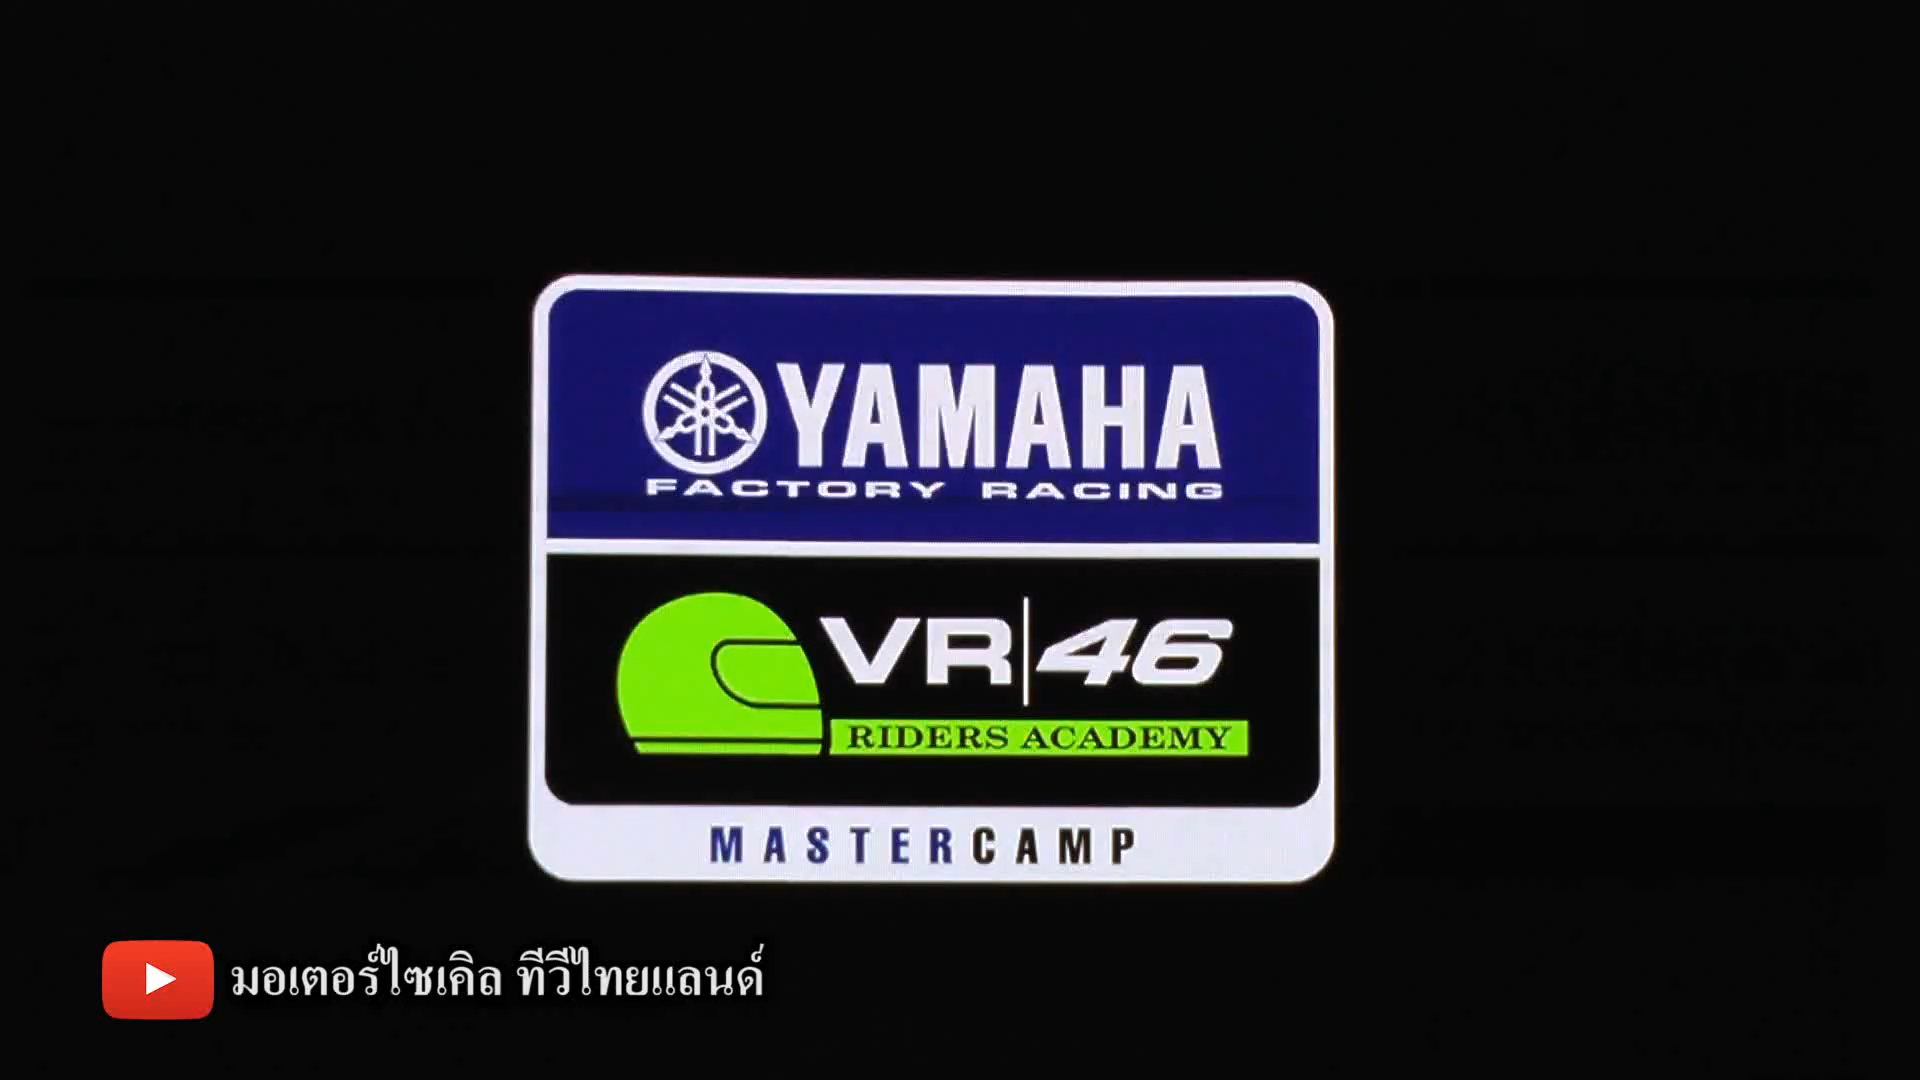 YAMAHA
FACTORY RACING
VR|46
RIDERS ACADEMY
MASTERCAMP
มอเตอร์ไซเคิล ทีวีไทยแลนด์